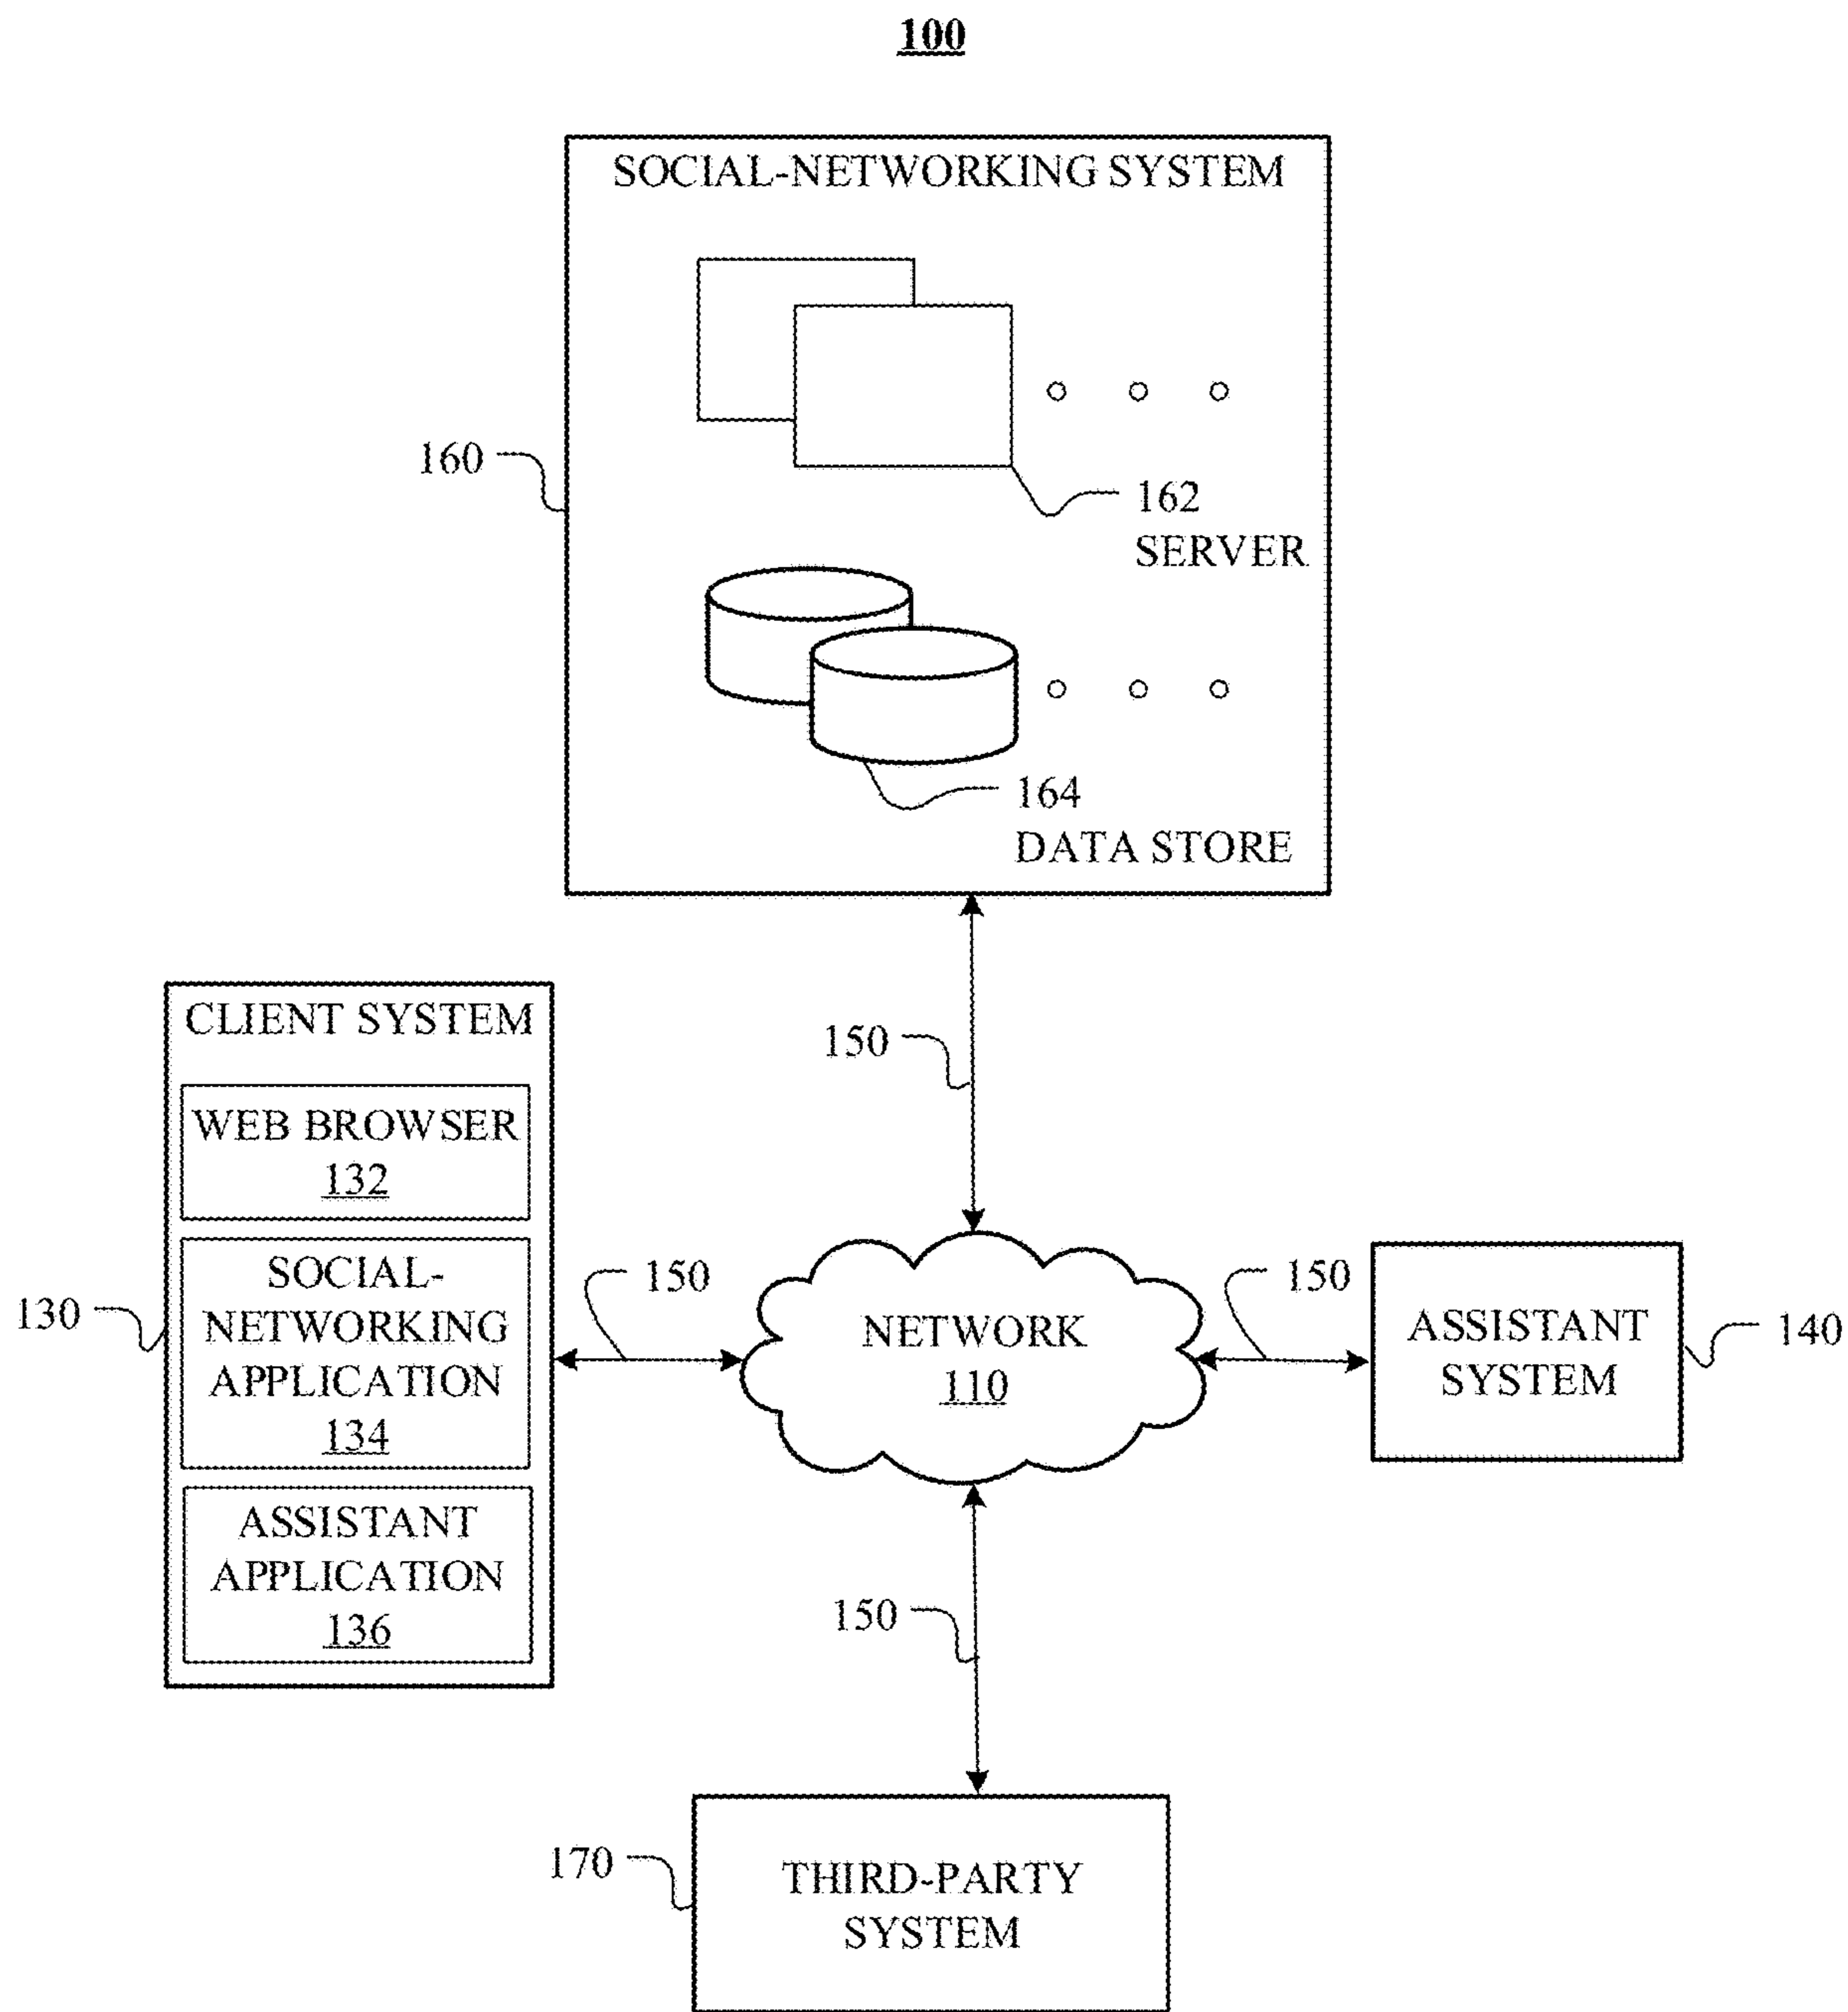 100
SOCIAL-NETWORKING SYSTEM
160
162
SERVER
164
DATA STORE
CLIENT SYSTEM
WEB BROWSER
132
SOCIAL-
NETWORKING
APPLICATION
134
ASSISTANT
APPLICATION
136
130
150
150
NETWORK
110
150
ASSISTANT
SYSTEM
140
150
170
THIRD-PARTY
SYSTEM